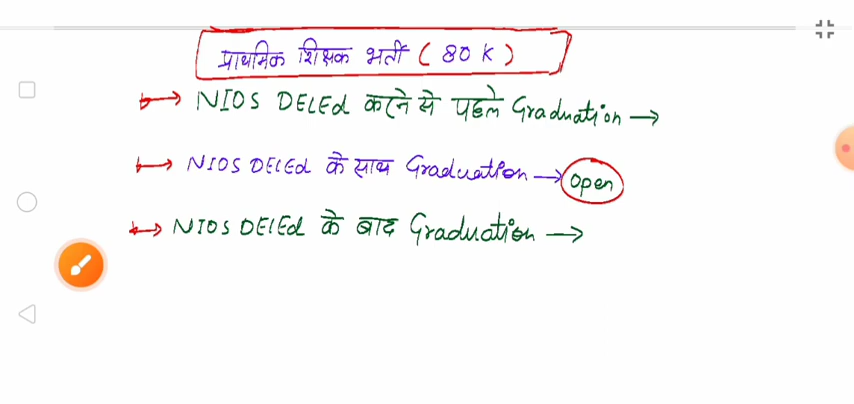 प्राथमिक शिक्षक भर्ती ( 80 K )
NIOS DELEd करने से पहले Graduation →
NIOS DELEd के साथ Graduation → open
NIOS DELEd के बाद Graduation →